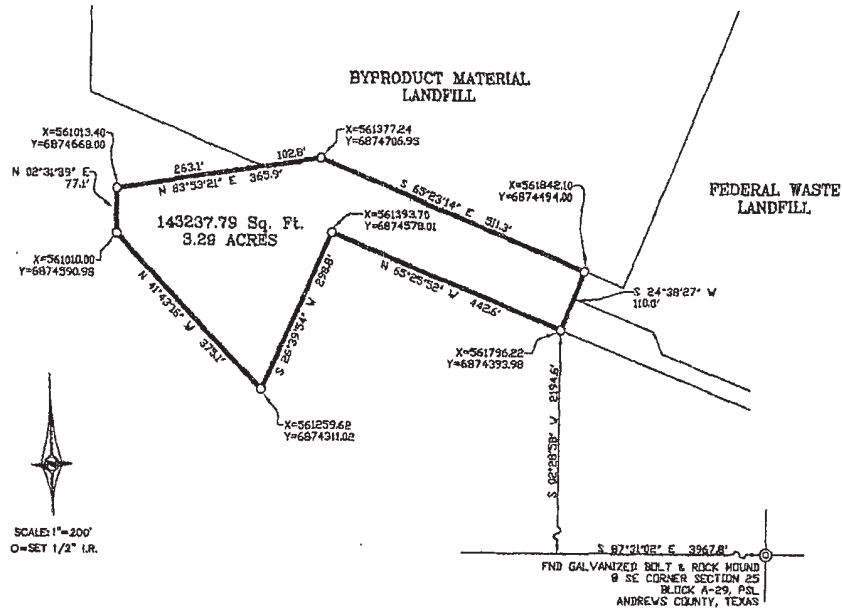 BYPRODUCT MATERIAL
LANDFILL
X=561013.40
Y=6874668.00
X=561377.24
Y=6874706.95
263.1'
102.8'
N 83°53'21" E 365.9'
N 02°31'39" E
77.1'
S 65°23'14" E 511.3'
X=561842.10
Y=6874494.00
FEDERAL WASTE
LANDFILL
143237.79 Sq. Ft.
3.29 ACRES
X=561393.70
Y=6874578.01
X=561010.00
Y=6874590.98
N 65°25'52" W 442.6'
S 24°38'27" W
110.0'
N 41°43'16" W 375.1'
S 26°39'54" W 298.8'
X=561796.22
Y=6874393.98
X=561259.62
Y=6874311.02
S 02°28'58" W 2194.6'
SCALE: 1"=200'
O=SET 1/2" I.R.
S 87°31'02" E 3967.8'
FND GALVANIZED BOLT & ROCK MOUND
@ SE CORNER SECTION 25
BLOCK A-29, PSL
ANDREWS COUNTY, TEXAS